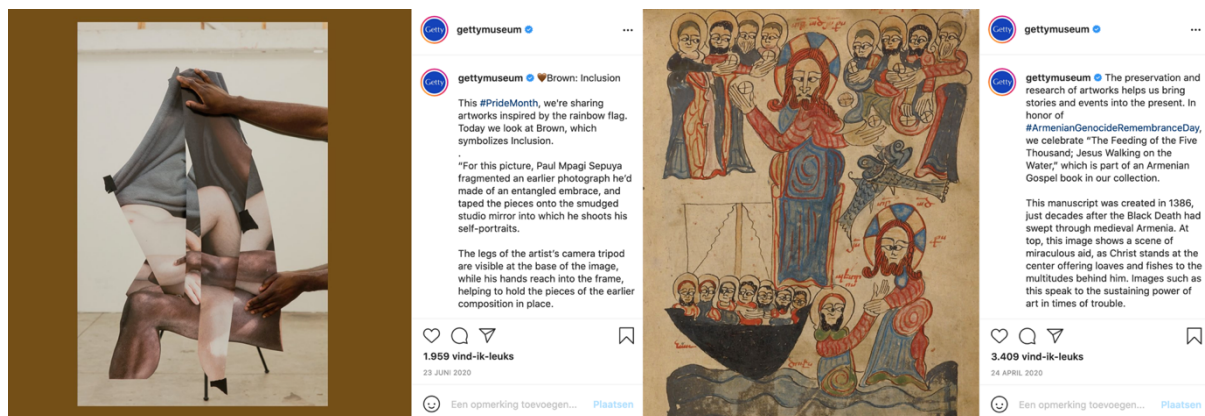 Getty
gettymuseum
Getty
gettymuseum 🤎Brown: Inclusion
This #PrideMonth, we're sharing
artworks inspired by the rainbow flag.
Today we look at Brown, which
symbolizes Inclusion.
.
"For this picture, Paul Mpagi Sepuya
fragmented an earlier photograph he'd
made of an entangled embrace, and
taped the pieces onto the smudged
studio mirror into which he shoots his
self-portraits.
The legs of the artist's camera tripod
are visible at the base of the image,
while his hands reach into the frame,
helping to hold the pieces of the earlier
composition in place.
1.959 vind-ik-leuks
23 JUNI 2020
Een opmerking toevoegen...
Plaatsen
Getty
gettymuseum
Getty
gettymuseum The preservation and
research of artworks helps us bring
stories and events into the present. In
honor of
#ArmenianGenocideRemembranceDay,
we celebrate "The Feeding of the Five
Thousand; Jesus Walking on the
Water," which is part of an Armenian
Gospel book in our collection.
This manuscript was created in 1386,
just decades after the Black Death had
swept through medieval Armenia. At
top, this image shows a scene of
miraculous aid, as Christ stands at the
center offering loaves and fishes to the
multitudes behind him. Images such as
this speak to the sustaining power of
art in times of trouble.
3.409 vind-ik-leuks
24 APRIL 2020
Een opmerking toevoegen...
Plaatsen